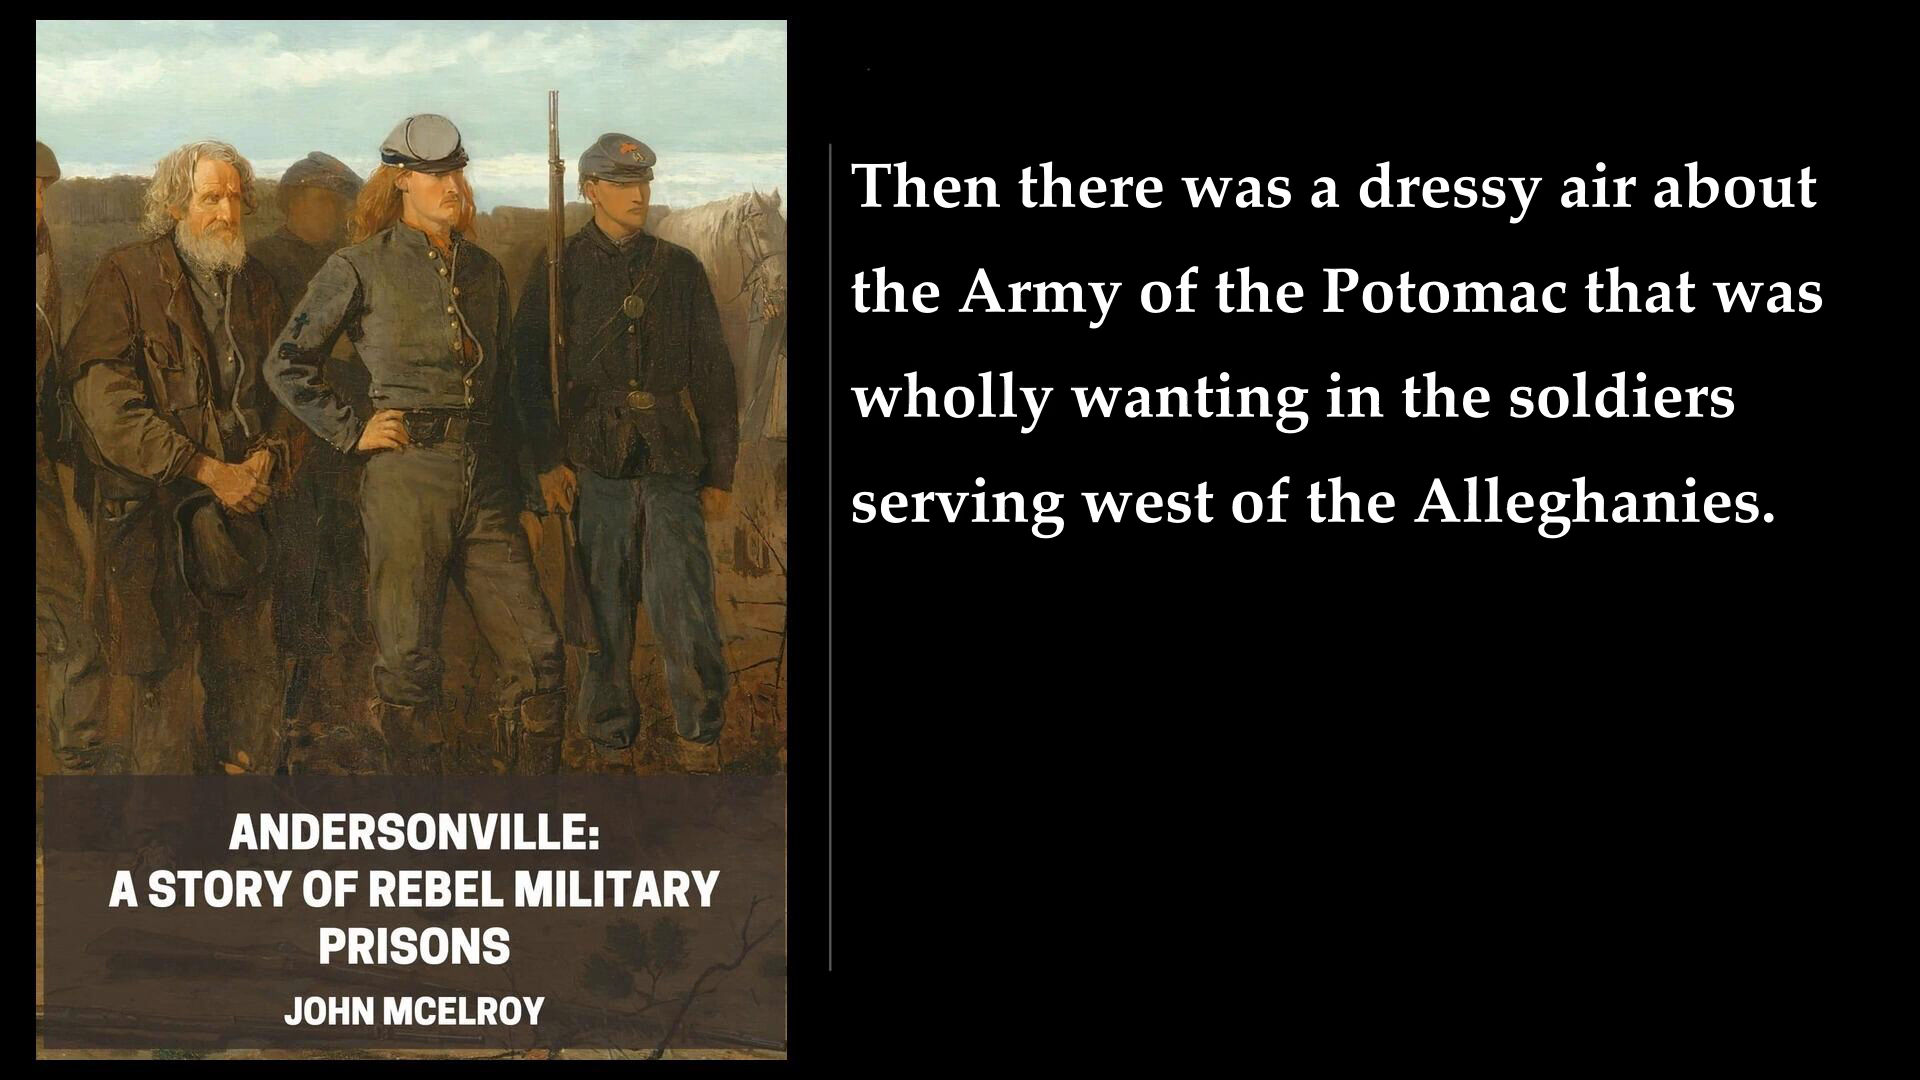 Then there was a dressy air about
the Army of the Potomac that was
wholly wanting in the soldiers
serving west of the Alleghanies.
ANDERSONVILLE:
A STORY OF REBEL MILITARY
PRISONS
JOHN MCELROY